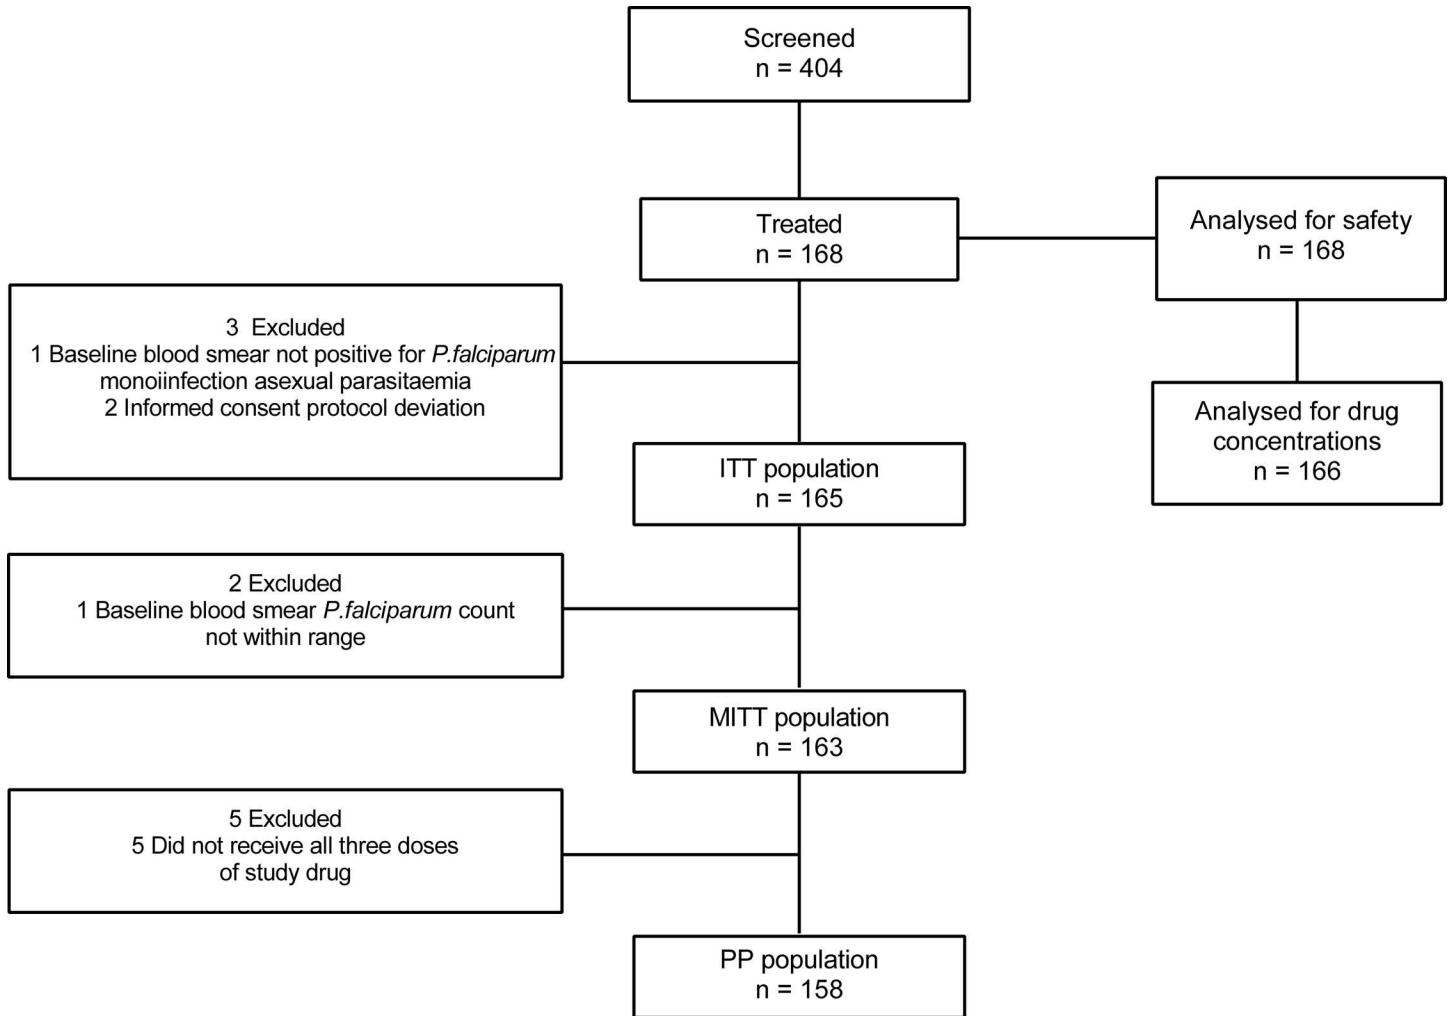 Screened
n = 404
Treated
n = 168
Analysed for safety
n = 168
3 Excluded
1 Baseline blood smear not positive for P.falciparum
monoiinfection asexual parasitaemia
2 Informed consent protocol deviation
Analysed for drug
concentrations
n = 166
ITT population
n = 165
2 Excluded
1 Baseline blood smear P.falciparum count
not within range
MITT population
n = 163
5 Excluded
5 Did not receive all three doses
of study drug
PP population
n = 158